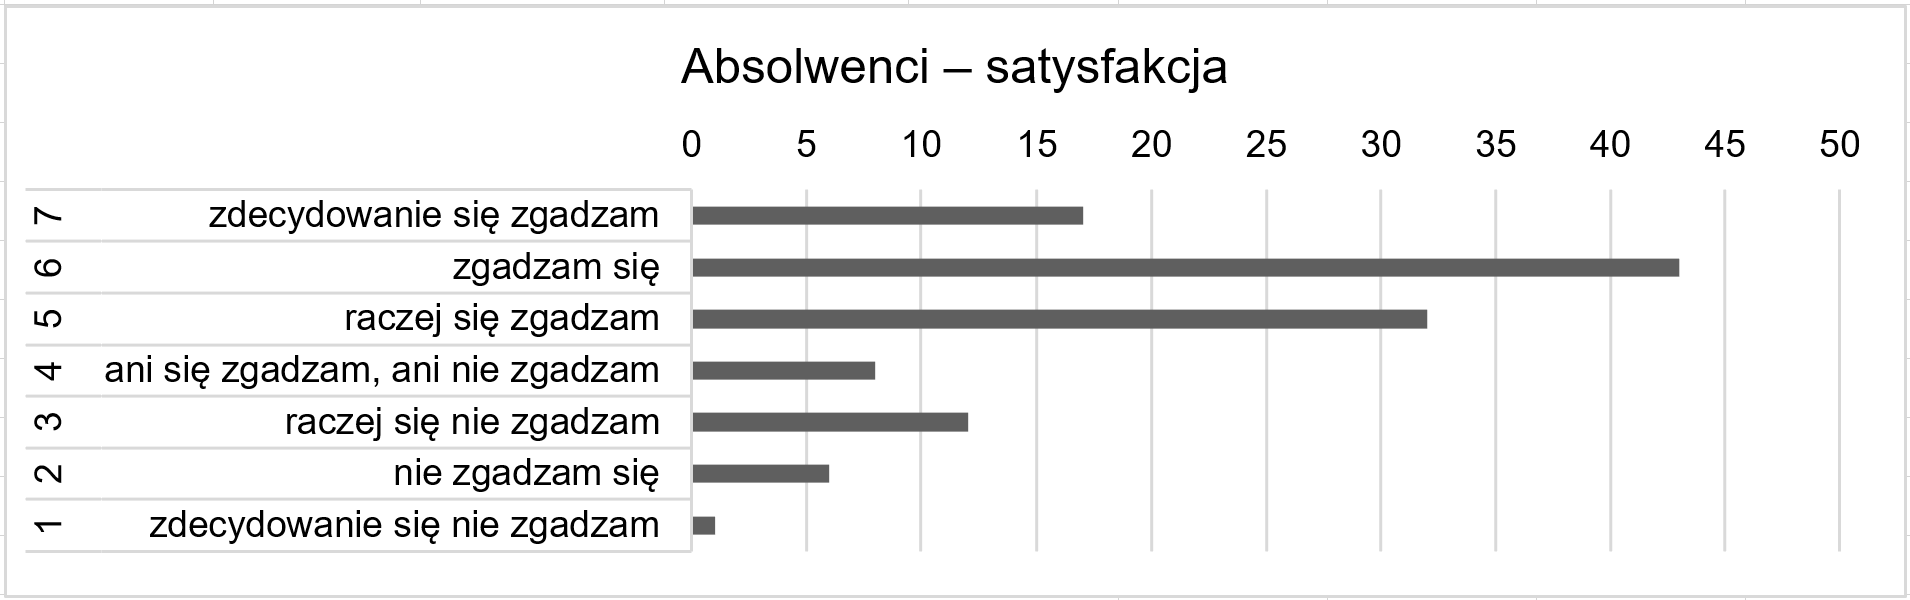 Absolwenci – satysfakcja
0 5 10 15 20 25 30 35 40 45 50
7 zdecydowanie się zgadzam
6 zgadzam się
5 raczej się zgadzam
4 ani się zgadzam, ani nie zgadzam
3 raczej się nie zgadzam
2 nie zgadzam się
1 zdecydowanie się nie zgadzam